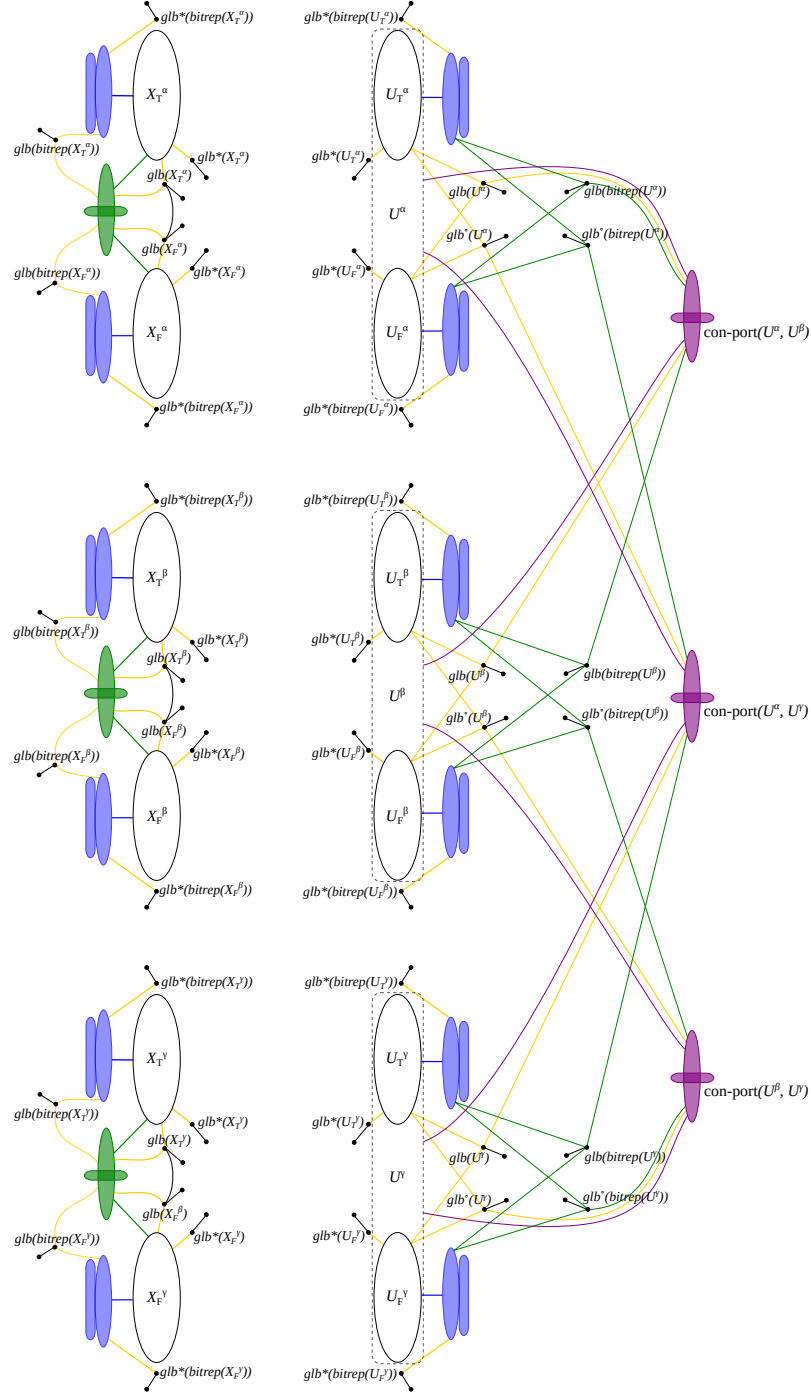 glb*(bitrep(X_T^α))
glb*(bitrep(U_T^α))
X_T^α
U_T^α
glb(bitrep(X_T^α))
glb*(X_T^α)
glb*(U_T^α)
glb(X_T^α)
glb(U^α)
glb(bitrep(U^α))
U^α
glb*(U^α)
glb*(bitrep(U^α))
glb(X_F^α)
glb(bitrep(X_F^α))
glb*(X_F^α)
glb*(U_F^α)
X_F^α
U_F^α
con-port(U^α, U^β)
glb*(bitrep(X_F^α))
glb*(bitrep(U_F^α))
glb*(bitrep(X_T^β))
glb*(bitrep(U_T^β))
X_T^β
U_T^β
glb(bitrep(X_T^β))
glb*(X_T^β)
glb*(U_T^β)
glb(X_T^β)
glb(U^β)
glb(bitrep(U^β))
U^β
con-port(U^α, U^γ)
glb*(U^β)
glb*(bitrep(U^β))
glb(X_F^β)
glb(bitrep(X_F^β))
glb*(X_F^β)
glb*(U_F^β)
X_F^β
U_F^β
glb*(bitrep(X_F^β))
glb*(bitrep(U_F^β))
glb*(bitrep(X_T^γ))
glb*(bitrep(U_T^γ))
X_T^γ
U_T^γ
con-port(U^β, U^γ)
glb(bitrep(X_T^γ))
glb*(X_T^γ)
glb*(U_T^γ)
glb(X_T^γ)
glb(U^γ)
glb(bitrep(U^γ))
U^γ
glb*(U^γ)
glb*(bitrep(U^γ))
glb(X_F^β)
glb(bitrep(X_F^γ))
glb*(X_F^γ)
glb*(U_F^γ)
X_F^γ
U_F^γ
glb*(bitrep(X_F^γ))
glb*(bitrep(U_F^γ))